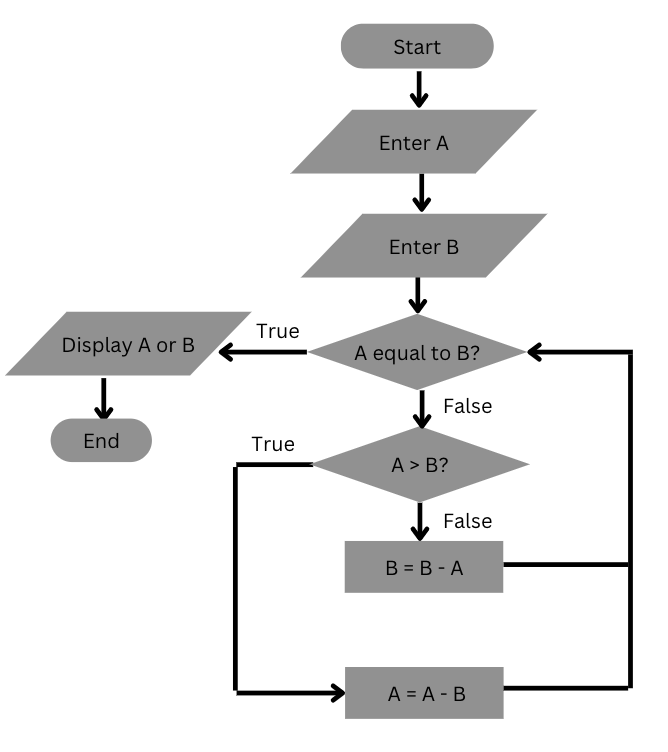 Start
Enter A
Enter B
True
Display A or B
A equal to B?
False
End
True
A > B?
False
B = B - A
A = A - B